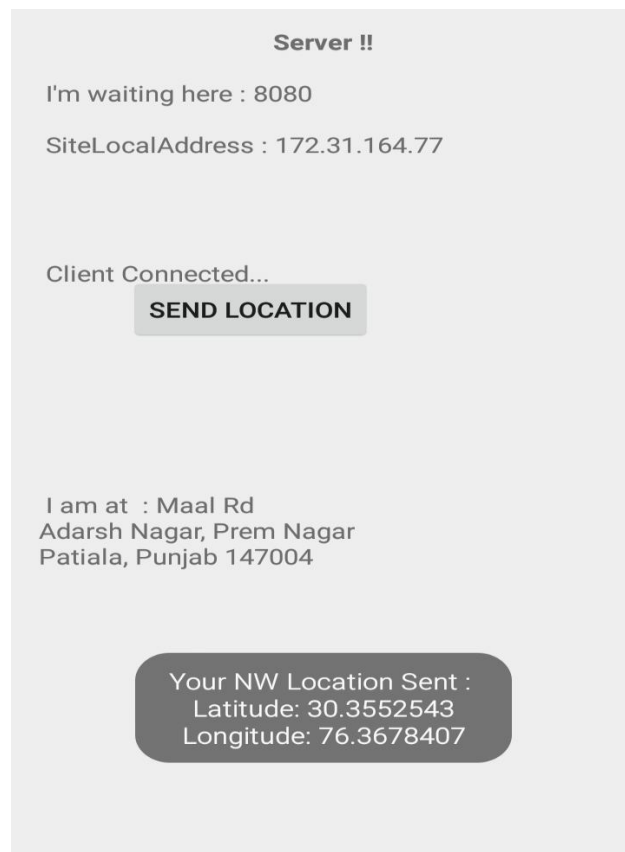 Server !!
I'm waiting here : 8080
SiteLocalAddress : 172.31.164.77
Client Connected...
SEND LOCATION
I am at  : Maal Rd
Adarsh Nagar, Prem Nagar
Patiala, Punjab 147004
Your NW Location Sent :
Latitude: 30.3552543
Longitude: 76.3678407